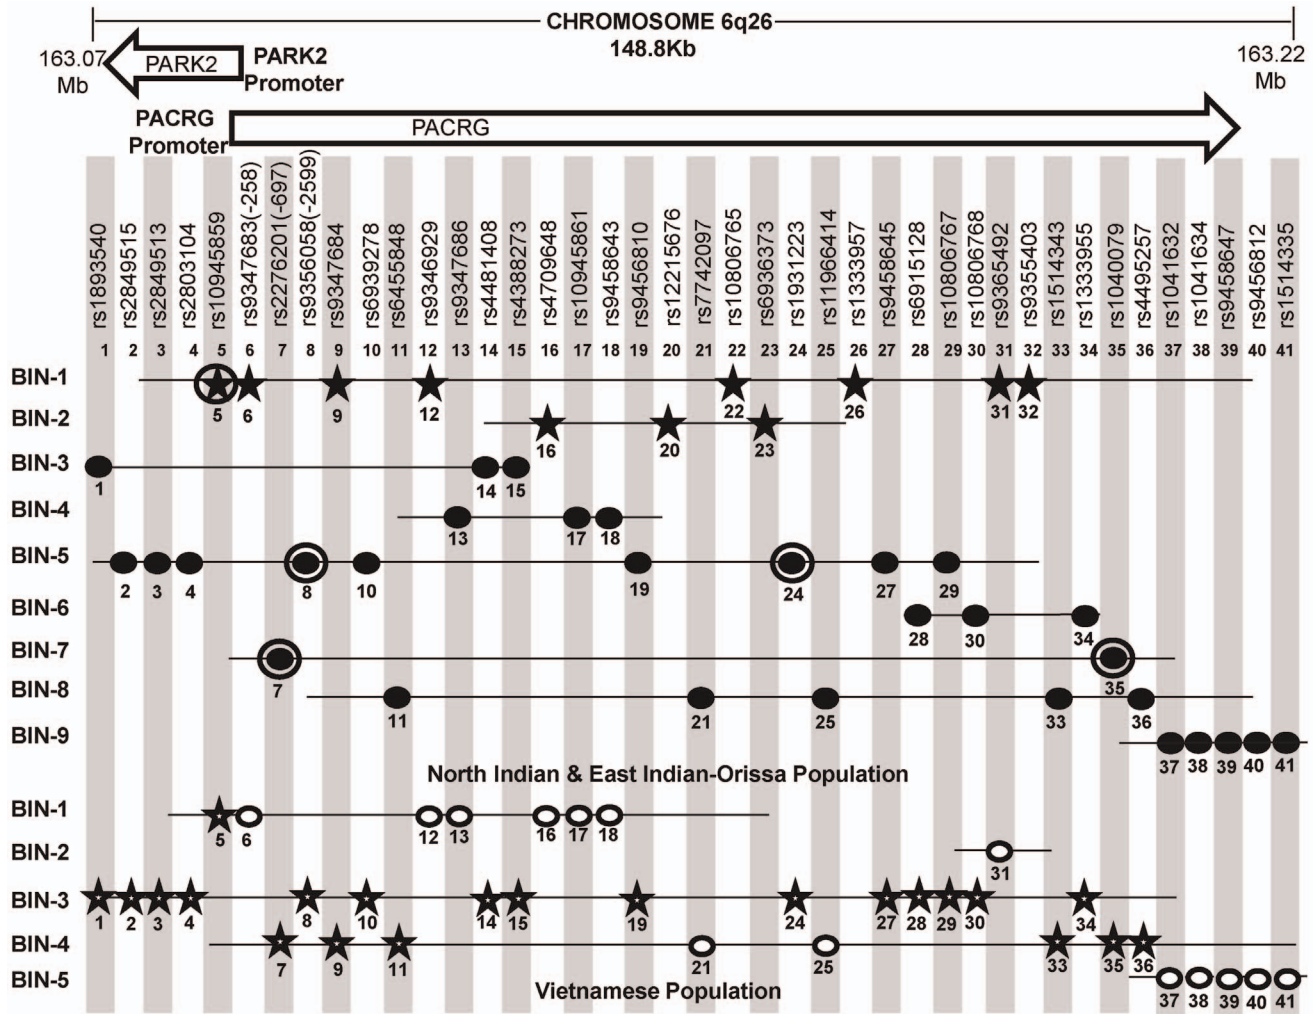 CHROMOSOME 6q26
148.8Kb
163.07
Mb
163.22
Mb
PARK2
PARK2
Promoter
PACRG
Promoter
PACRG
rs1893540
rs2849515
rs2849513
rs2803104
rs10945859
rs9347683(-258)
rs2276201(-697)
rs9356058(-2599)
rs9347684
rs6939278
rs6455848
rs9346929
rs9347686
rs4481408
rs4388273
rs4709648
rs10945861
rs9458643
rs9456810
rs12215676
rs7742097
rs10806765
rs6936373
rs1931223
rs11966414
rs1333957
rs9458645
rs6915128
rs10806767
rs10806768
rs9365492
rs9355403
rs1514343
rs1333955
rs1040079
rs4495257
rs1041632
rs1041634
rs9458647
rs9456812
rs1514335
1 2 3 4 5 6 7 8 9 10 11 12 13 14 15 16 17 18 19 20 21 22 23 24 25 26 27 28 29 30 31 32 33 34 35 36 37 38 39 40 41
BIN-1
5 6 9 12 22 26 31 32
BIN-2
16 20 23
BIN-3
1 14 15
BIN-4
13 17 18
BIN-5
2 3 4 8 10 19 24 27 29
BIN-6
28 30 34
BIN-7
7 35
BIN-8
11 21 25 33 36
BIN-9
37 38 39 40 41
North Indian & East Indian-Orissa Population
BIN-1
5 6 12 13 16 17 18
BIN-2
31
BIN-3
1 2 3 4 8 10 14 15 19 24 27 28 29 30 34
BIN-4
7 9 11 21 25 33 35 36
BIN-5
37 38 39 40 41
Vietnamese Population